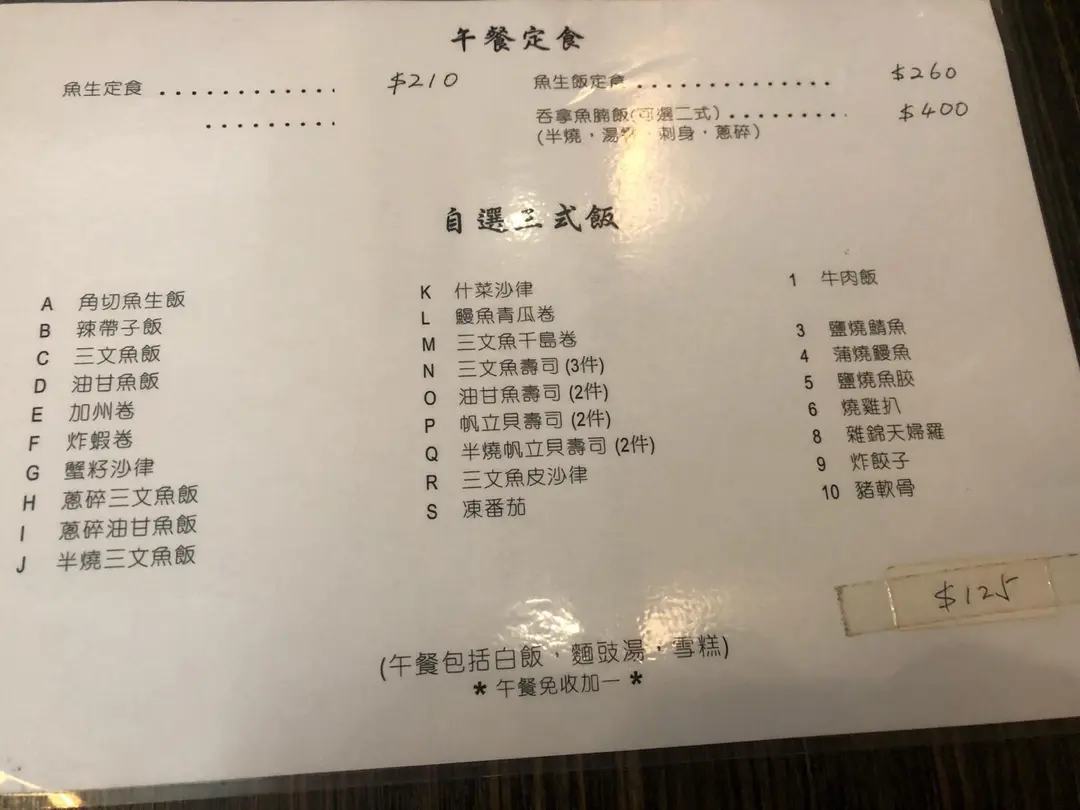 午餐定食
魚生定食 $210
魚生飯定食 $260
吞拿魚腩飯(可選二式) $400
(半燒,湯物,刺身,蔥碎)
自選三式飯
A 角切魚生飯
B 辣帶子飯
C 三文魚飯
D 油甘魚飯
E 加州卷
F 炸蝦卷
G 蟹籽沙律
H 蔥碎三文魚飯
I 蔥碎油甘魚飯
J 半燒三文魚飯
K 什菜沙律
L 鰻魚青瓜卷
M 三文魚千島卷
N 三文魚壽司 (3件)
O 油甘魚壽司 (2件)
P 帆立貝壽司 (2件)
Q 半燒帆立貝壽司 (2件)
R 三文魚皮沙律
S 凍番茄
1 牛肉飯
3 鹽燒鯖魚
4 蒲燒鰻魚
5 鹽燒魚鮫
6 燒雞扒
8 雜錦天婦羅
9 炸餃子
10 豬軟骨
$125
(午餐包括白飯,麵豉湯,雪糕)
* 午餐免收加一 *